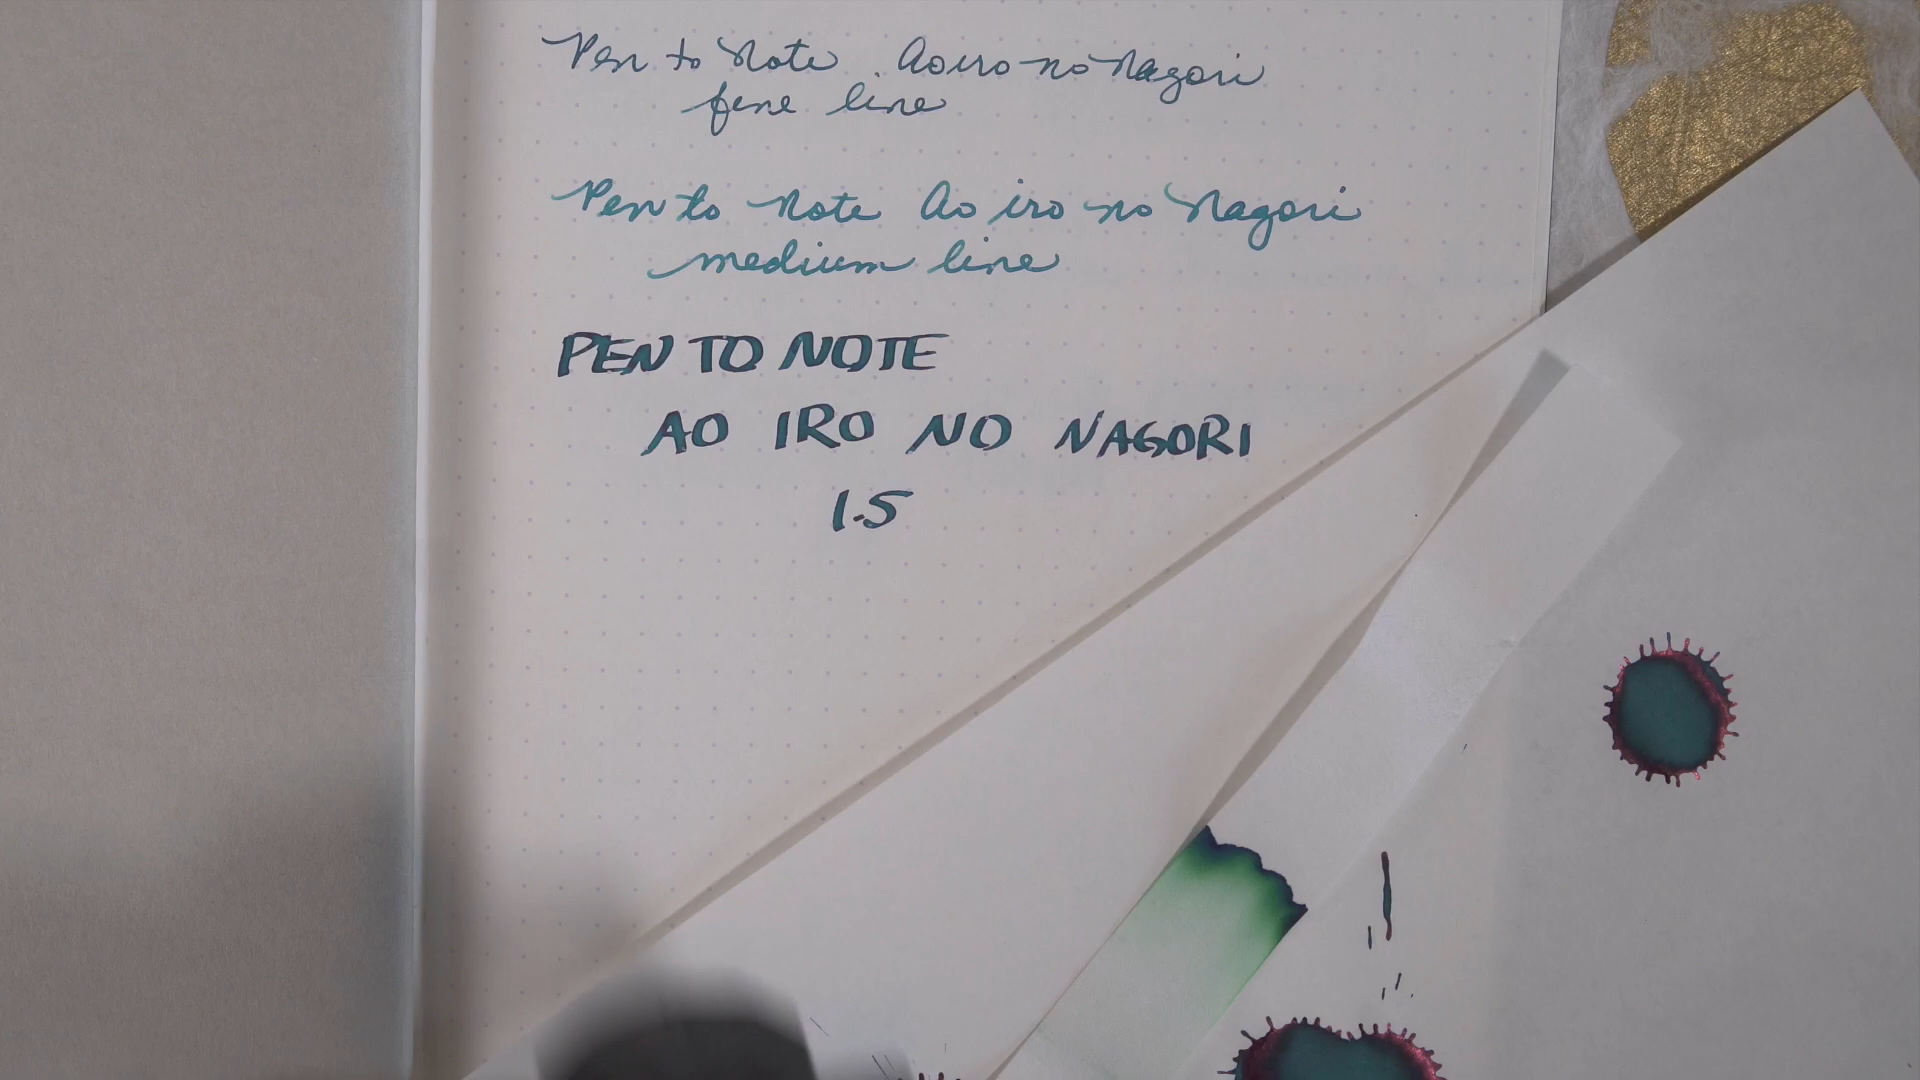 Pen to Note Aoiro no Nagori
fine line
Pen to Note Ao iro no Nagori
medium line
PEN TO NOTE
AO IRO NO NAGORI
1.5